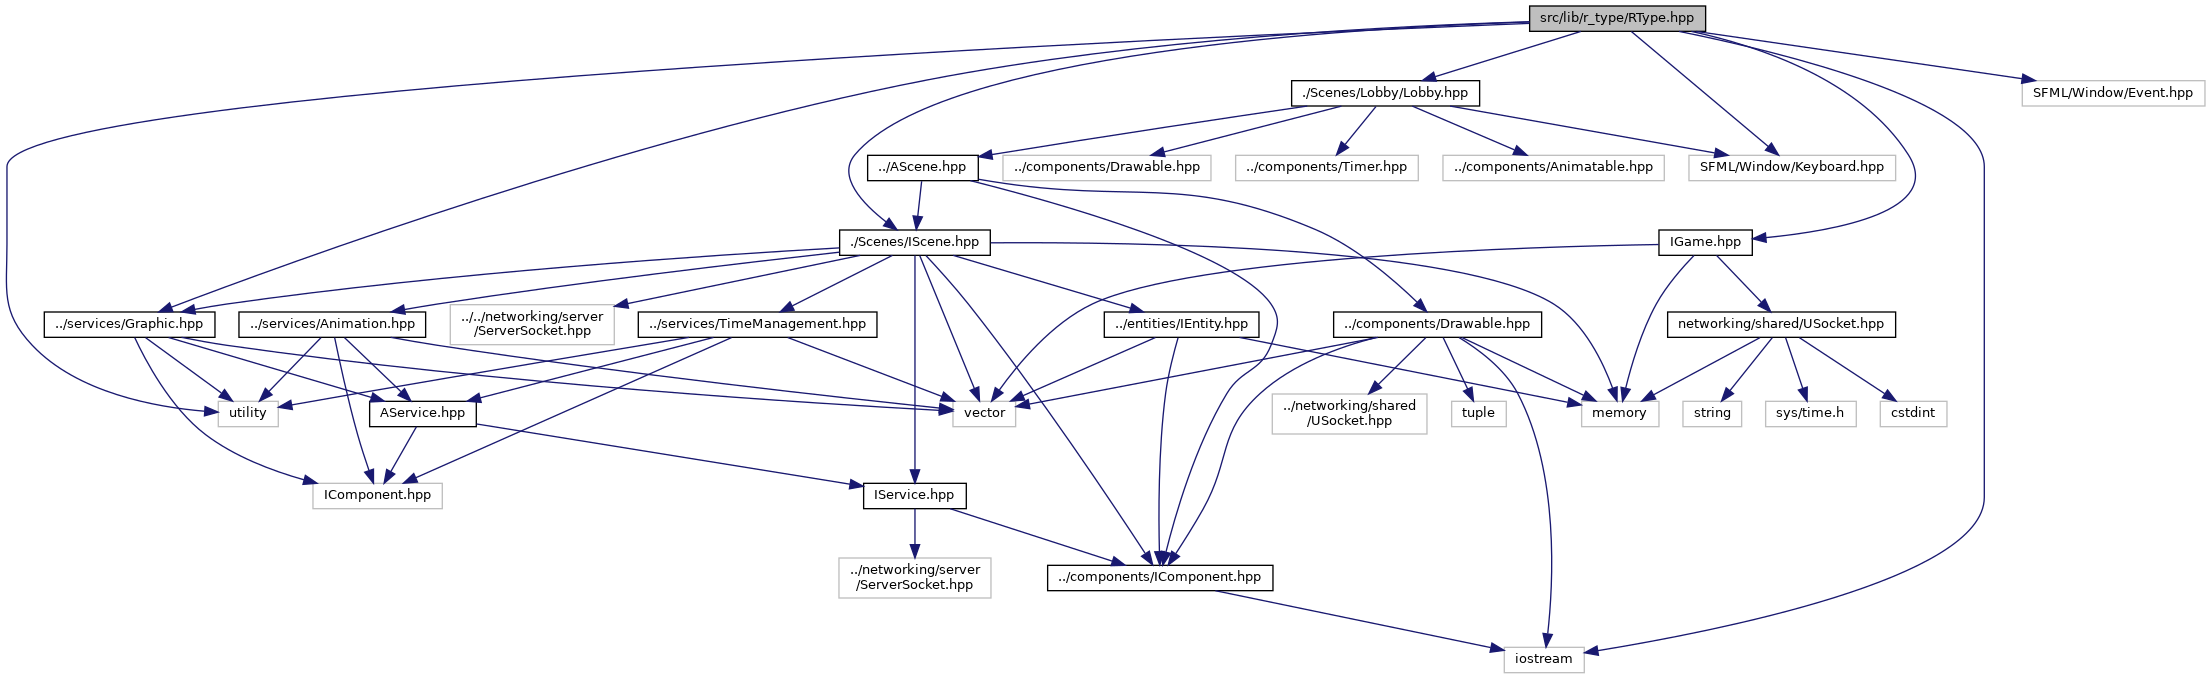 src/lib/r_type/RType.hpp
./Scenes/Lobby/Lobby.hpp
SFML/Window/Event.hpp
../AScene.hpp
../components/Drawable.hpp
../components/Timer.hpp
../components/Animatable.hpp
SFML/Window/Keyboard.hpp
./Scenes/IScene.hpp
IGame.hpp
../services/Graphic.hpp
../services/Animation.hpp
../../networking/server
/ServerSocket.hpp
../services/TimeManagement.hpp
../entities/IEntity.hpp
../components/Drawable.hpp
networking/shared/USocket.hpp
utility
AService.hpp
vector
../networking/shared
/USocket.hpp
tuple
memory
string
sys/time.h
cstdint
IComponent.hpp
IService.hpp
../networking/server
/ServerSocket.hpp
../components/IComponent.hpp
iostream